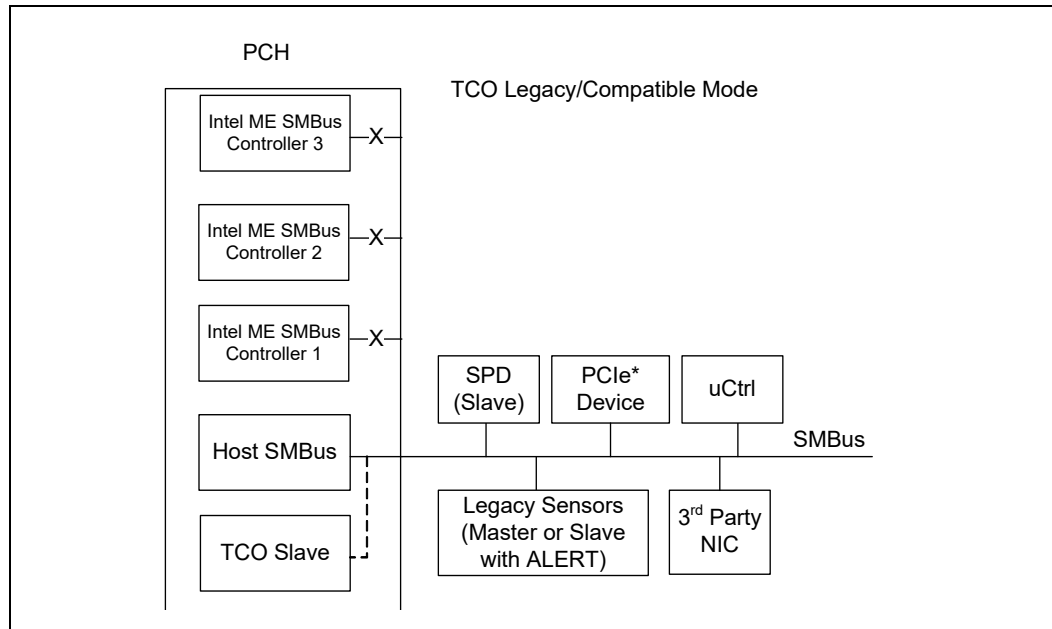 PCH
TCO Legacy/Compatible Mode
Intel ME SMBus
Controller 3
X
Intel ME SMBus
Controller 2
X
Intel ME SMBus
Controller 1
X
SPD
(Slave)
PCIe*
Device
uCtrl
Host SMBus
SMBus
TCO Slave
Legacy Sensors
(Master or Slave
with ALERT)
3rd Party
NIC